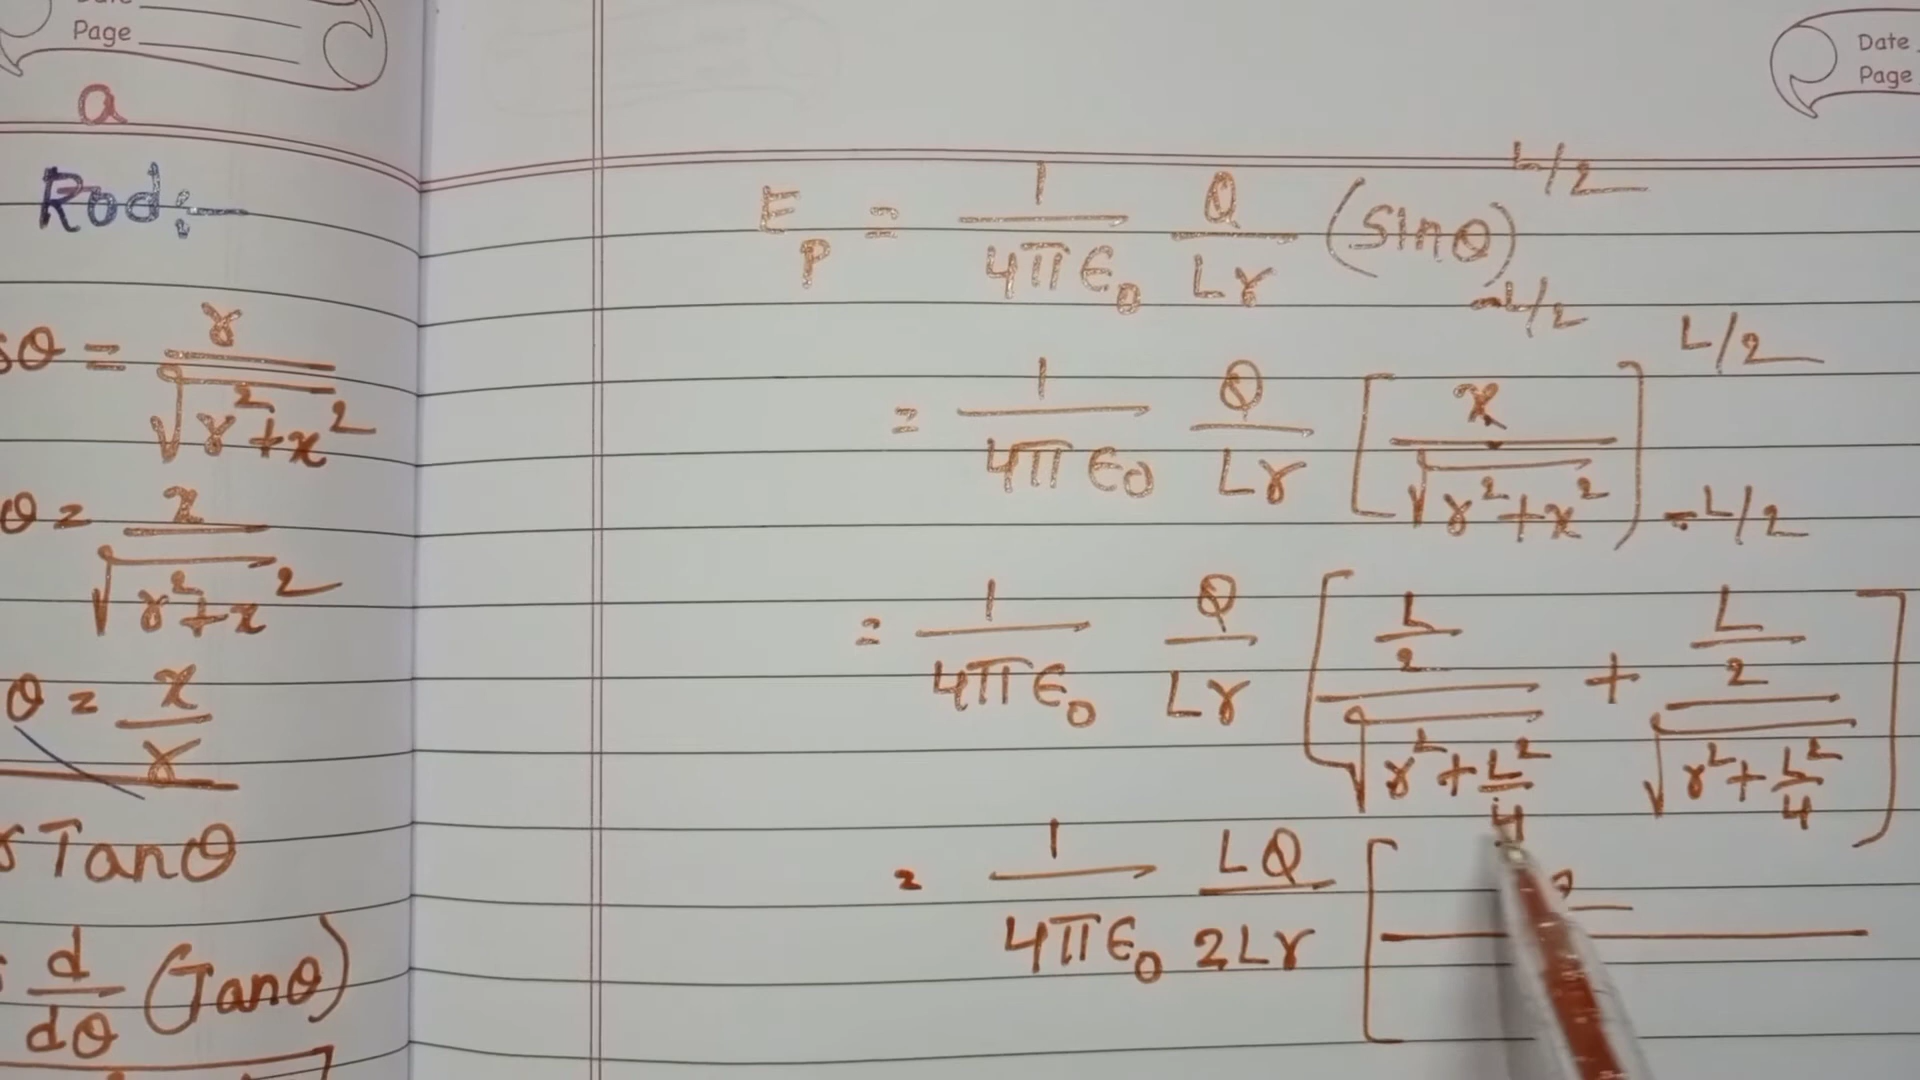 Page
a
Rod:-
θ = r / √(r² + x²)
θ = x / √(r² + x²)
θ = x / r
r Tanθ
d/dθ (Tanθ)
Date
Page
E_P = 1/(4πϵ₀) Q/(Lr) (Sinθ)_{-L/2}^{L/2}
= 1/(4πϵ₀) Q/(Lr) [x / √(r² + x²)]_{-L/2}^{L/2}
= 1/(4πϵ₀) Q/(Lr) [(L/2) / √(r² + L²/4) + (L/2) / √(r² + L²/4)]
= 1/(4πϵ₀) LQ/(2Lr) [